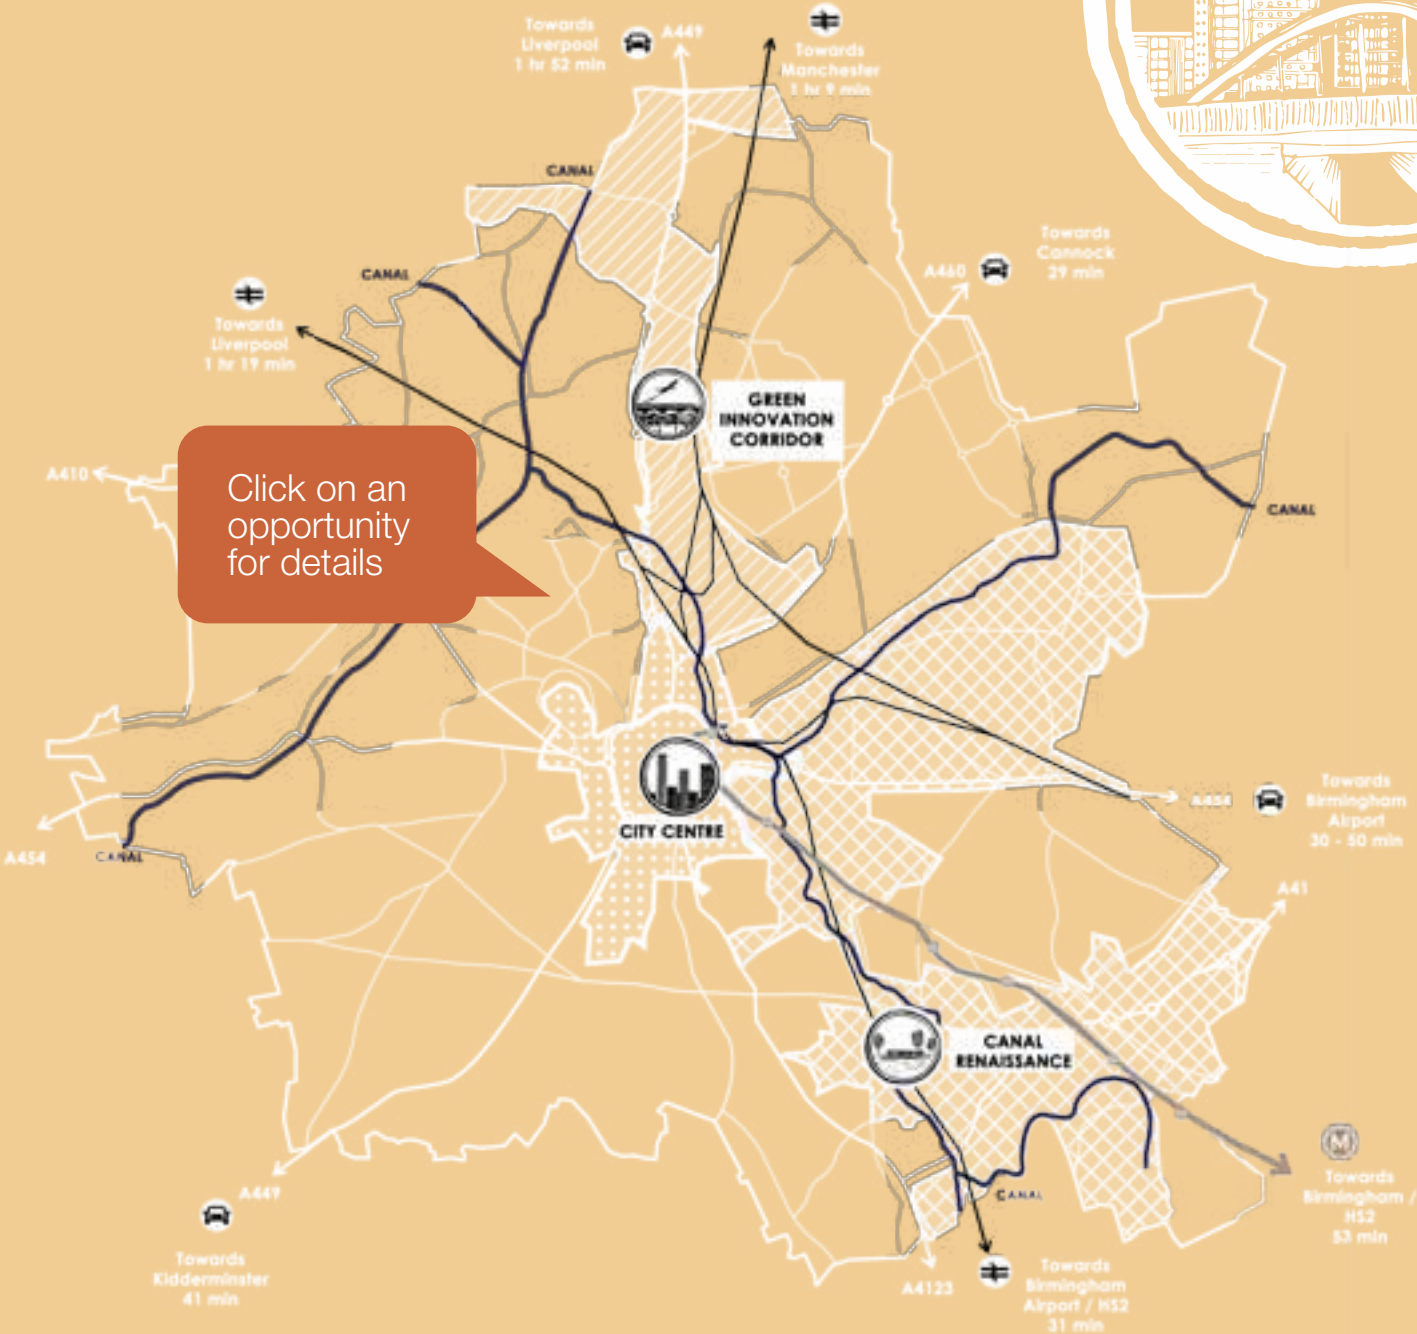 Towards
Liverpool
1 hr 52 min
A449
Towards
Manchester
1 hr 9 min
CANAL
CANAL
Towards
Cannock
29 min
A460
Towards
Liverpool
1 hr 19 min
GREEN
INNOVATION
CORRIDOR
A410
Click on an
opportunity
for details
CANAL
CITY CENTRE
A454
Towards
Birmingham
Airport
30 - 50 min
A454
CANAL
A41
CANAL
RENAISSANCE
M
Towards
Birmingham /
HS2
53 min
A449
CANAL
Towards
Kidderminster
41 min
A4123
Towards
Birmingham
Airport / HS2
31 min